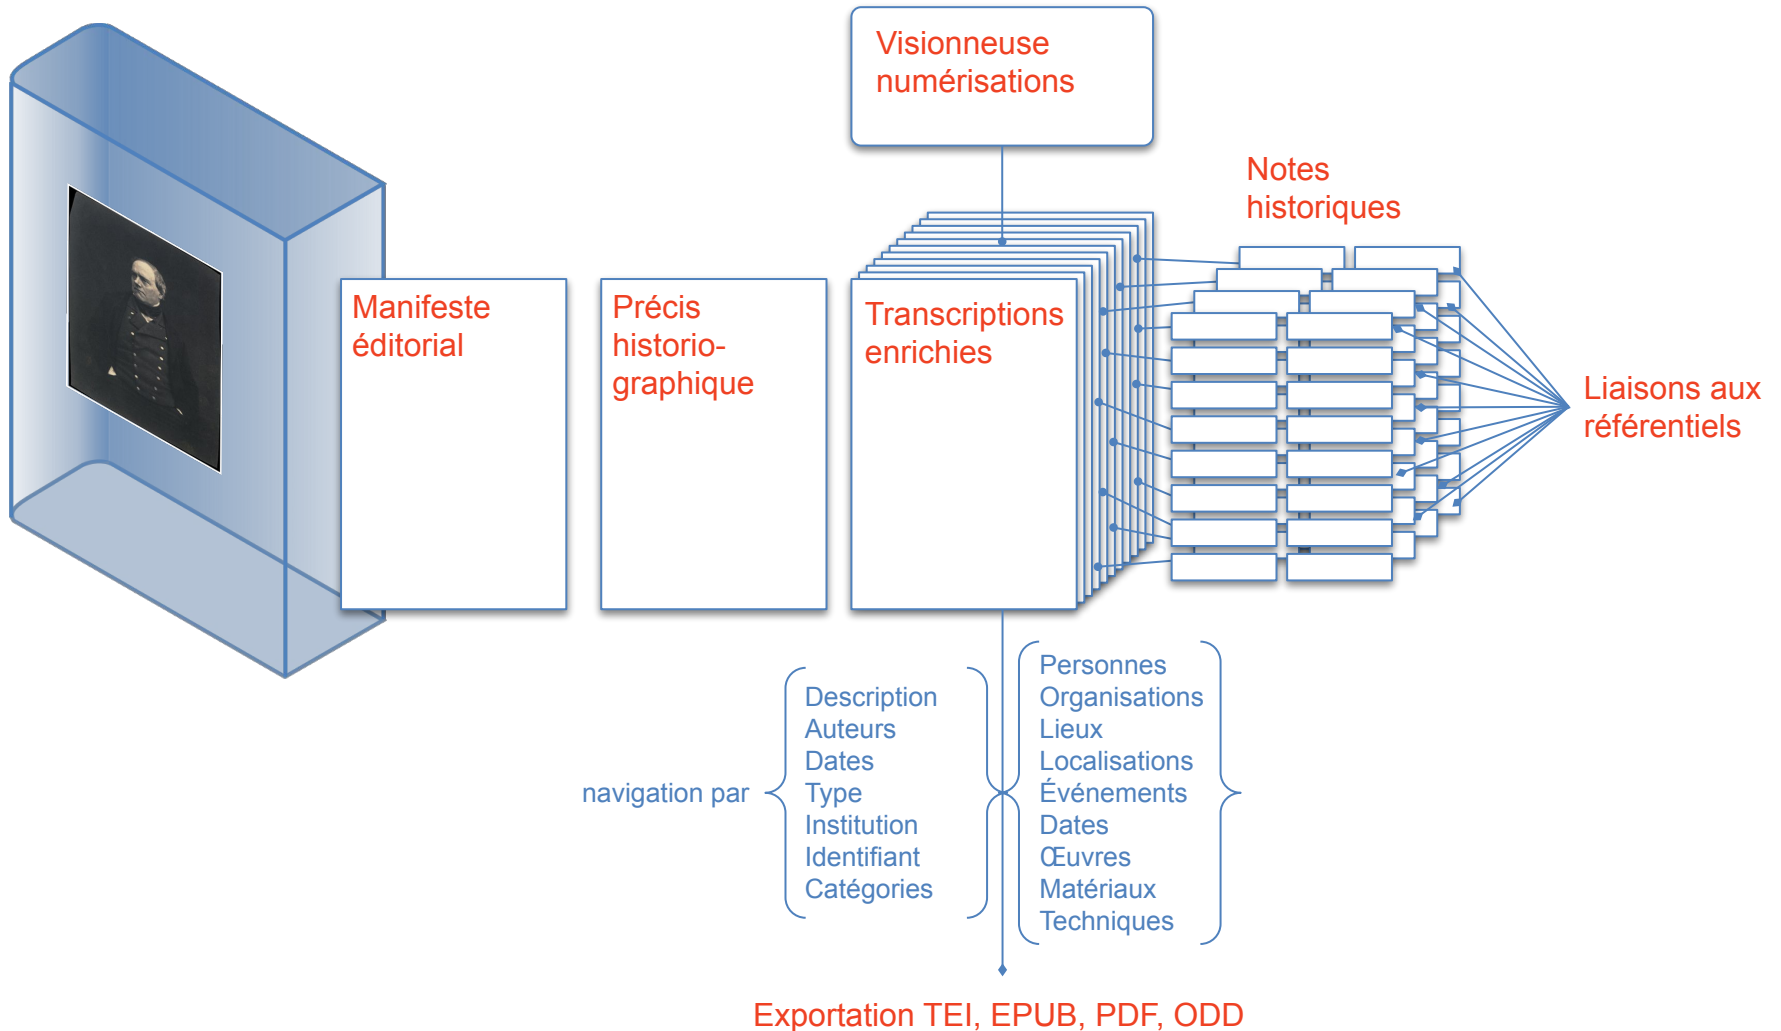 Visionneuse
numérisations
Notes
historiques
Manifeste
éditorial
Précis
historio-
graphique
Transcriptions
enrichies
Liaisons aux
référentiels
navigation par
Description
Auteurs
Dates
Type
Institution
Identifiant
Catégories
Personnes
Organisations
Lieux
Localisations
Événements
Dates
Œuvres
Matériaux
Techniques
Exportation TEI, EPUB, PDF, ODD